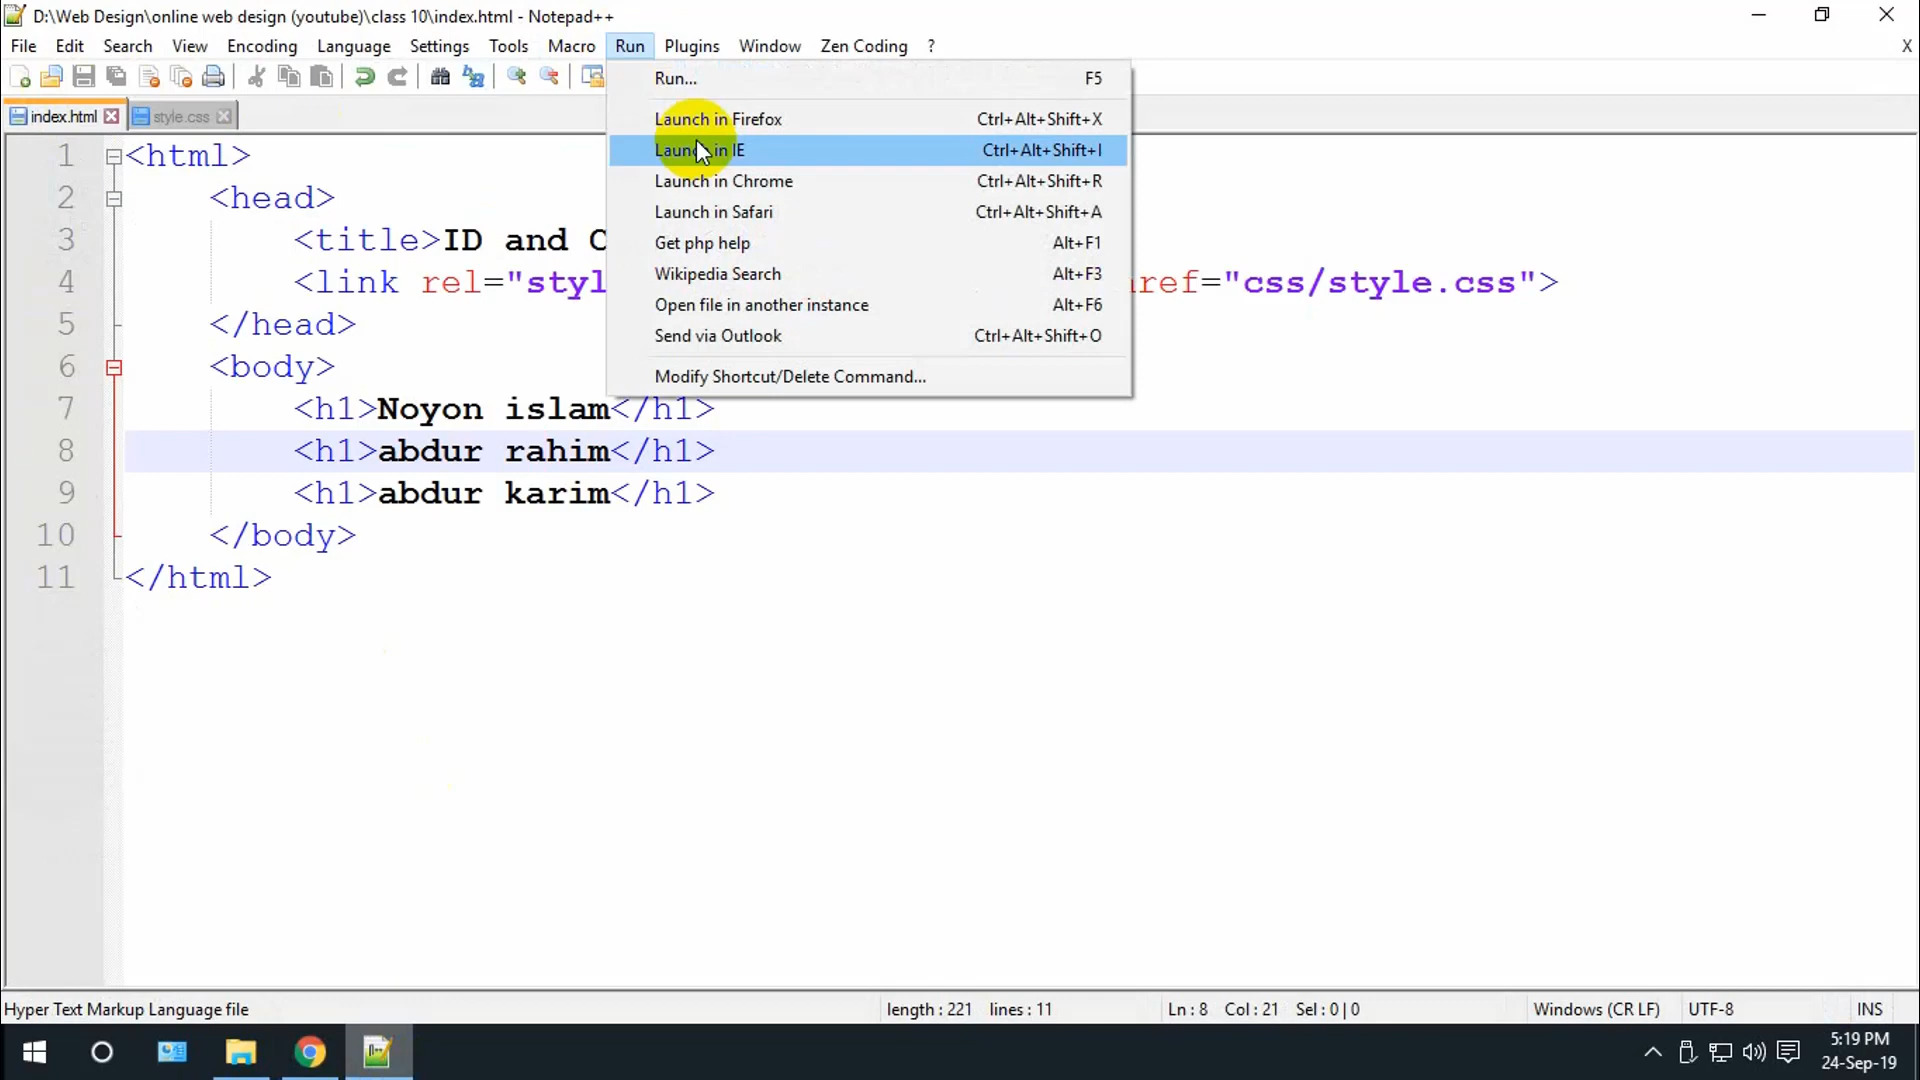 D:\Web Design\online web design (youtube)\class 10\index.html - Notepad++
File Edit Search View Encoding Language Settings Tools Macro Run Plugins Window Zen Coding ? X
Run... F5
index.html style.css
Launch in Firefox Ctrl+Alt+Shift+X
Launch in IE Ctrl+Alt+Shift+I
Launch in Chrome Ctrl+Alt+Shift+R
Launch in Safari Ctrl+Alt+Shift+A
Get php help Alt+F1
Wikipedia Search Alt+F3
Open file in another instance Alt+F6
Send via Outlook Ctrl+Alt+Shift+O
Modify Shortcut/Delete Command...
1 <html>
2 <head>
3 <title>ID and
4 <link rel="styl ref="css/style.css">
5 </head>
6 <body>
7 <h1>Noyon islam</h1>
8 <h1>abdur rahim</h1>
9 <h1>abdur karim</h1>
10 </body>
11 </html>
Hyper Text Markup Language file length : 221 lines : 11 Ln : 8 Col : 21 Sel : 0 | 0 Windows (CR LF) UTF-8 INS
5:19 PM
24-Sep-19